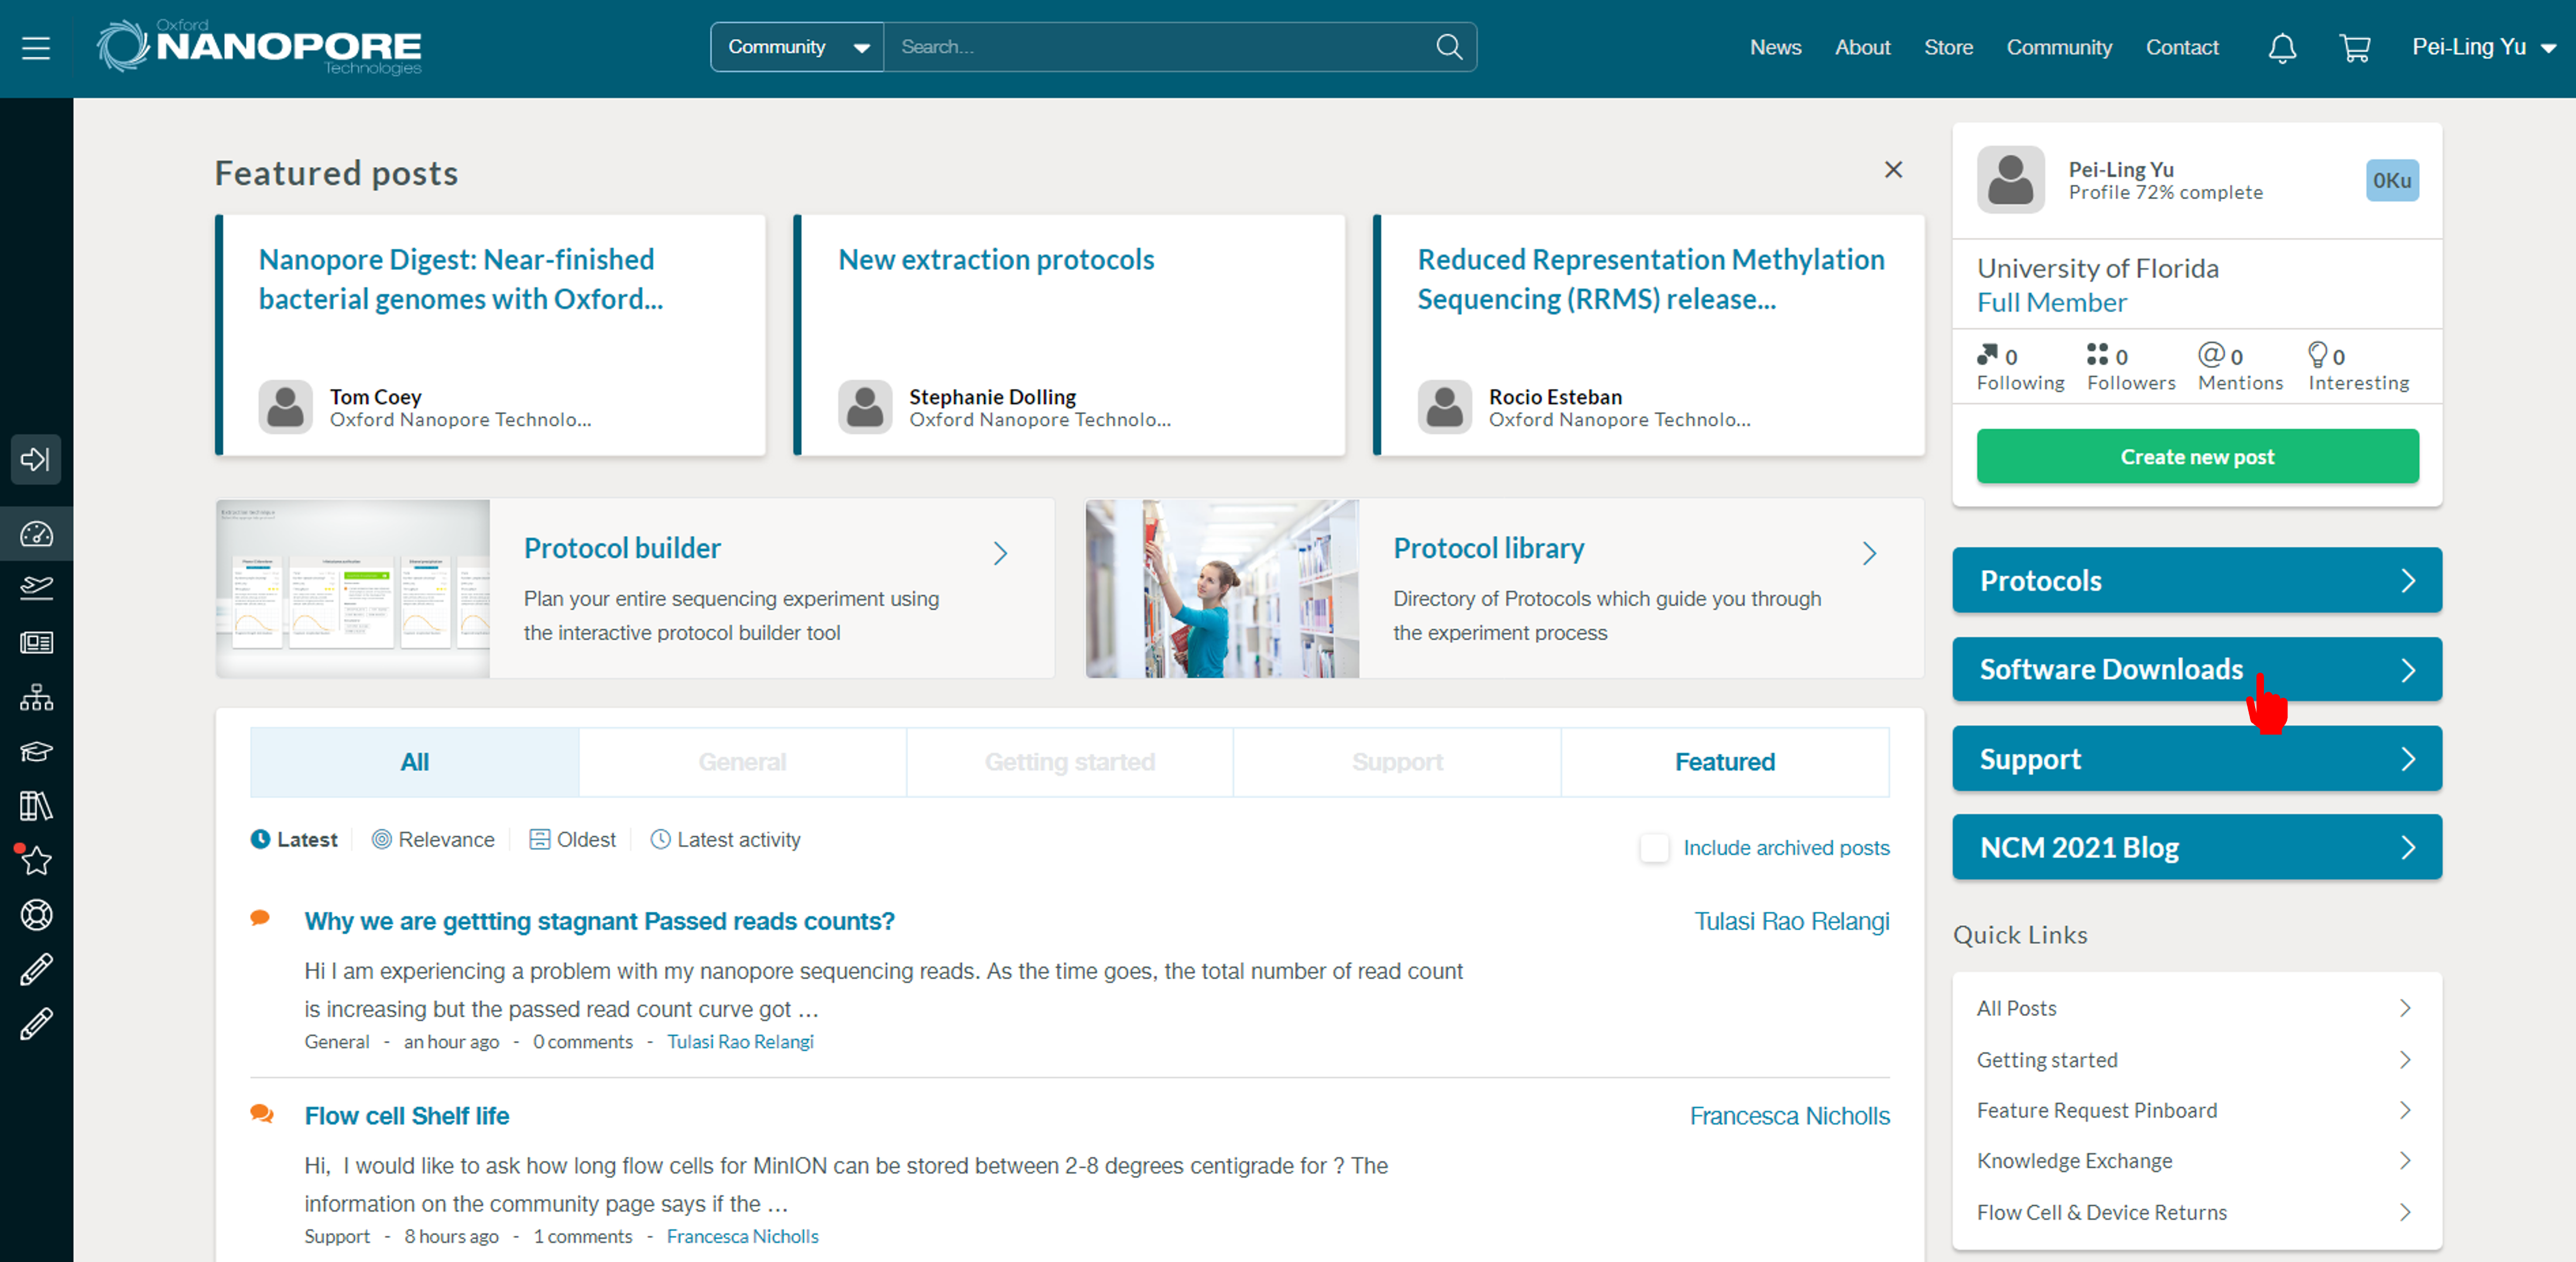 Oxford
NANOPORE
Technologies
Community
Search...
News
About
Store
Community
Contact
Pei-Ling Yu
Featured posts
Nanopore Digest: Near-finished
bacterial genomes with Oxford...
Tom Coey
Oxford Nanopore Technolo...
New extraction protocols
Stephanie Dolling
Oxford Nanopore Technolo...
Reduced Representation Methylation
Sequencing (RRMS) release...
Rocio Esteban
Oxford Nanopore Technolo...
Protocol builder
Plan your entire sequencing experiment using
the interactive protocol builder tool
Protocol library
Directory of Protocols which guide you through
the experiment process
All
General
Getting started
Support
Featured
Latest
Relevance
Oldest
Latest activity
Include archived posts
Why we are gettting stagnant Passed reads counts?
Tulasi Rao Relangi
Hi I am experiencing a problem with my nanopore sequencing reads. As the time goes, the total number of read count
is increasing but the passed read count curve got ...
General - an hour ago - 0 comments - Tulasi Rao Relangi
Flow cell Shelf life
Francesca Nicholls
Hi, I would like to ask how long flow cells for MinION can be stored between 2-8 degrees centigrade for ? The
information on the community page says if the ...
Support - 8 hours ago - 1 comments - Francesca Nicholls
Pei-Ling Yu
Profile 72% complete
0Ku
University of Florida
Full Member
0
Following
0
Followers
0
Mentions
0
Interesting
Create new post
Protocols
Software Downloads
Support
NCM 2021 Blog
Quick Links
All Posts
Getting started
Feature Request Pinboard
Knowledge Exchange
Flow Cell & Device Returns